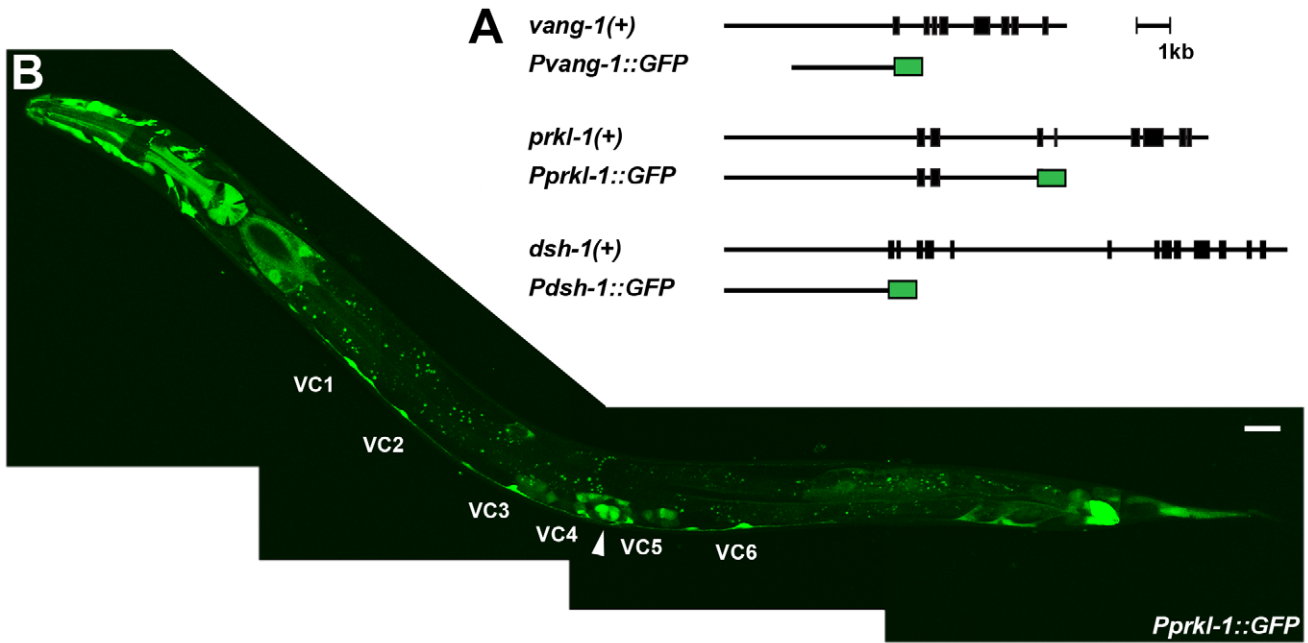 A
vang-1(+)
1kb
Pvang-1::GFP
prkl-1(+)
Pprkl-1::GFP
dsh-1(+)
Pdsh-1::GFP
B
VC1
VC2
VC3
VC4
VC5
VC6
Pprkl-1::GFP